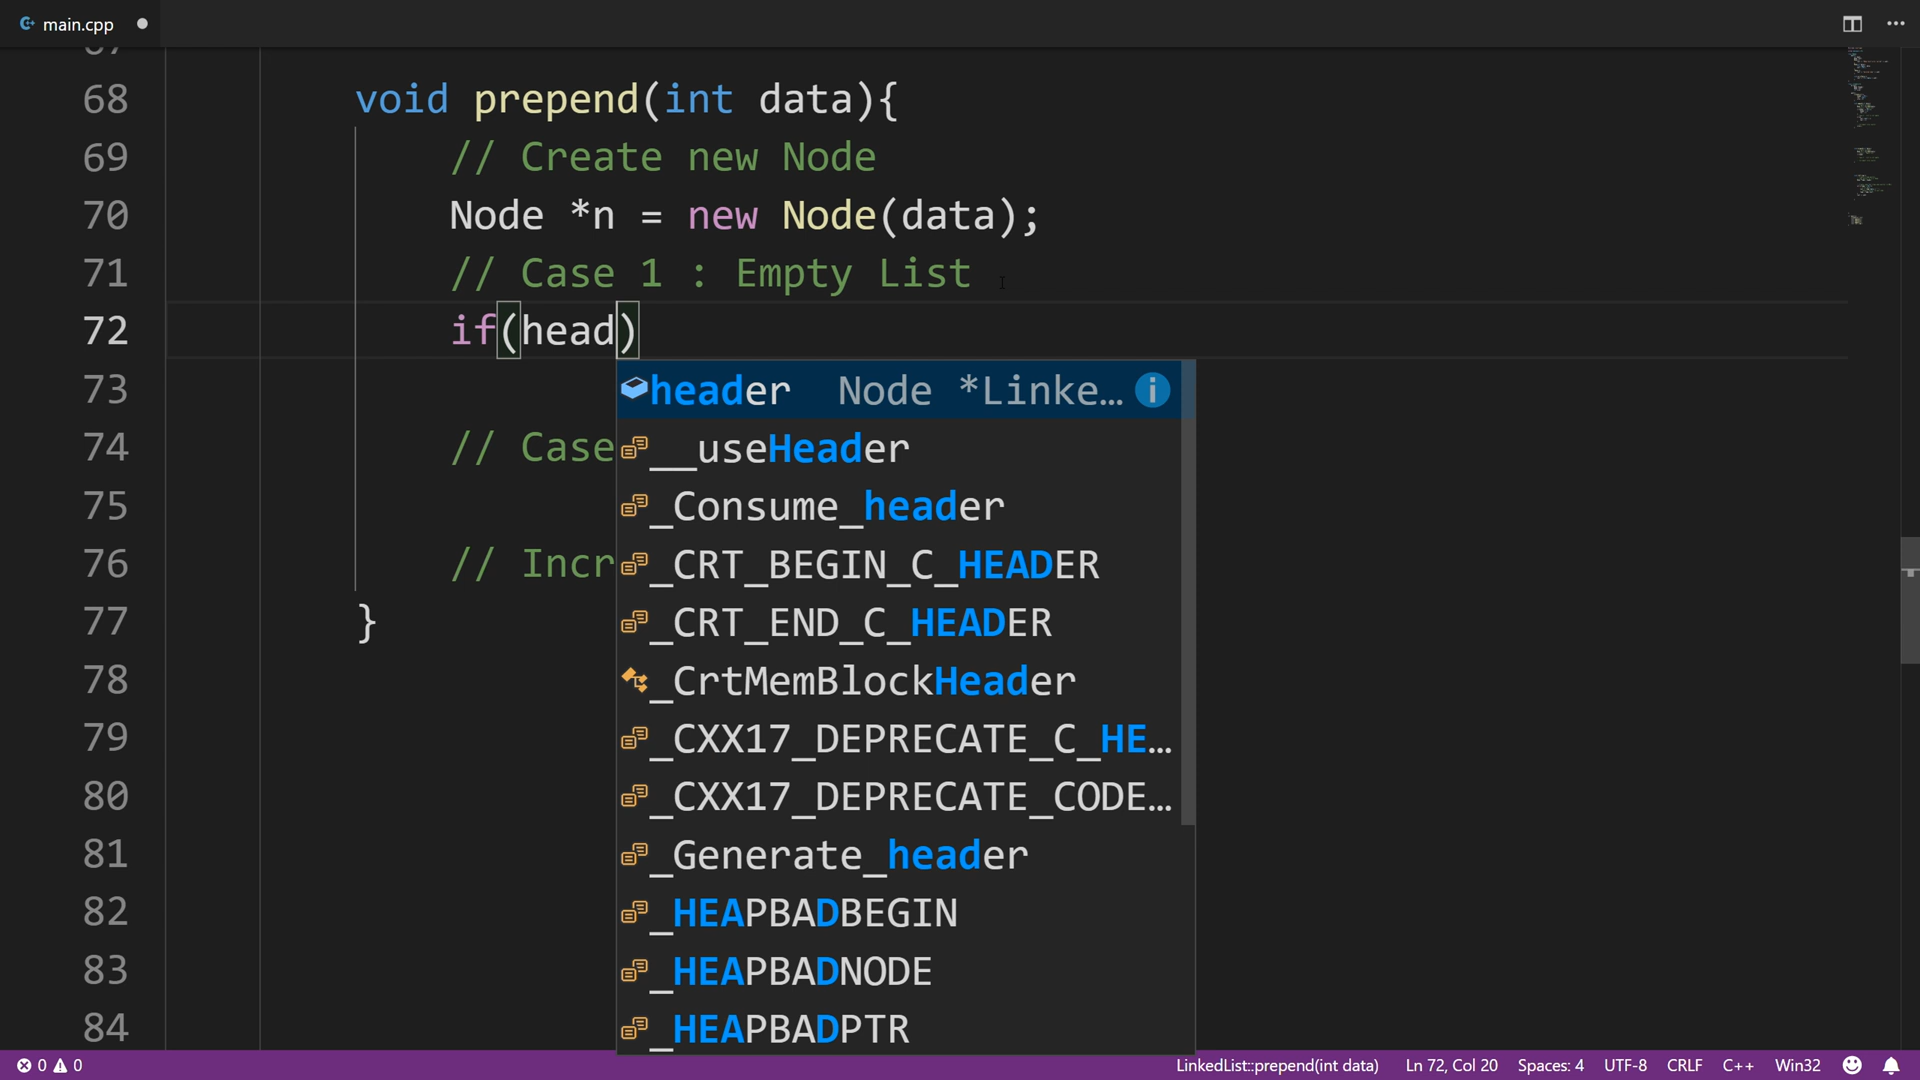 main.cpp
68 void prepend(int data){
69 // Create new Node
70 Node *n = new Node(data);
71 // Case 1 : Empty List
72 if(head)
header Node *Linke…
73
__useHeader
74 // Case
_Consume_header
75
_CRT_BEGIN_C_HEADER
76 // Incr
_CRT_END_C_HEADER
77 }
_CrtMemBlockHeader
78
_CXX17_DEPRECATE_C_HE…
79
_CXX17_DEPRECATE_CODE…
80
_Generate_header
81
_HEAPBADBEGIN
82
_HEAPBADNODE
83
_HEAPBADPTR
84
0 0 LinkedList::prepend(int data) Ln 72, Col 20 Spaces: 4 UTF-8 CRLF C++ Win32